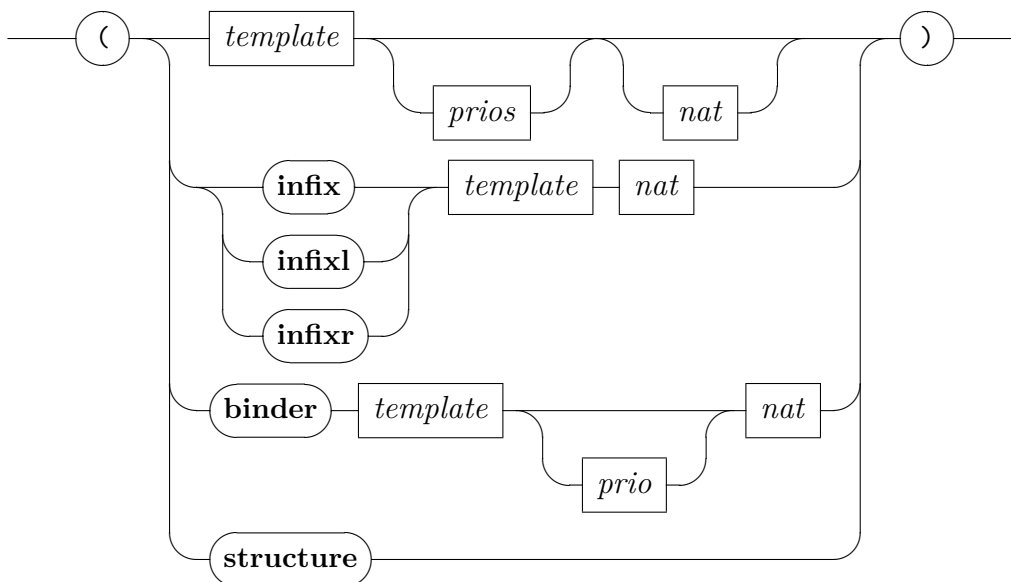 ( template )
prios nat
infix template nat
infixl
infixr
binder template nat
prio
structure